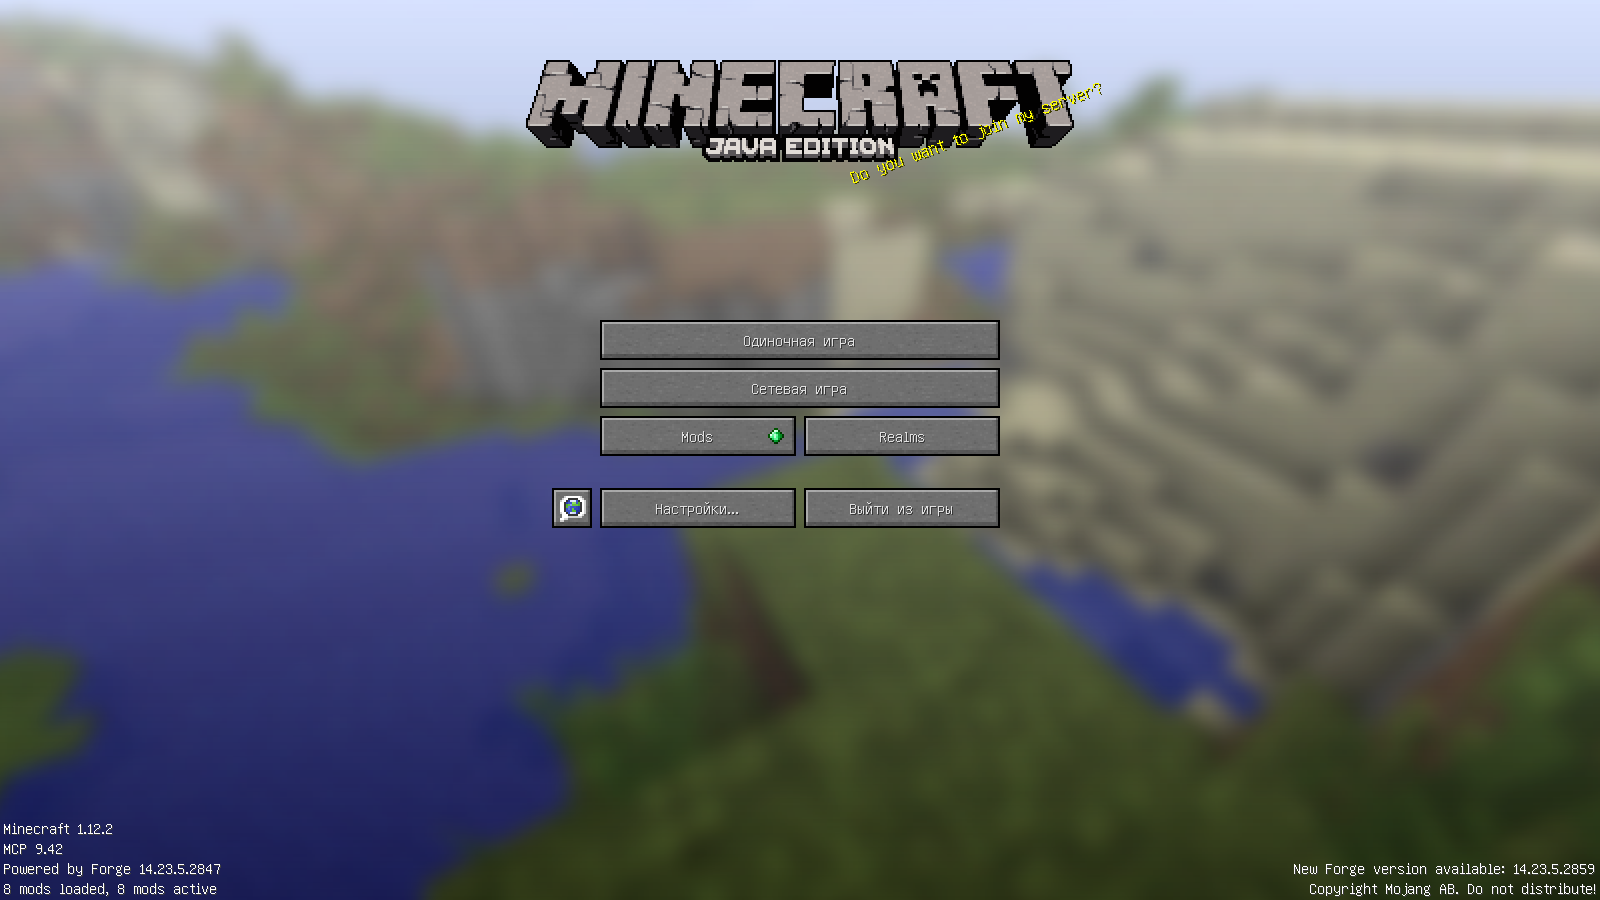 MINECRAFT
JAVA EDITION
Do you want to join my server?
Одиночная игра
Сетевая игра
Mods
Realms
Настройки...
Выйти из игры
Minecraft 1.12.2
MCP 9.42
Powered by Forge 14.23.5.2847
8 mods loaded, 8 mods active
New Forge version available: 14.23.5.2859
Copyright Mojang AB. Do not distribute!